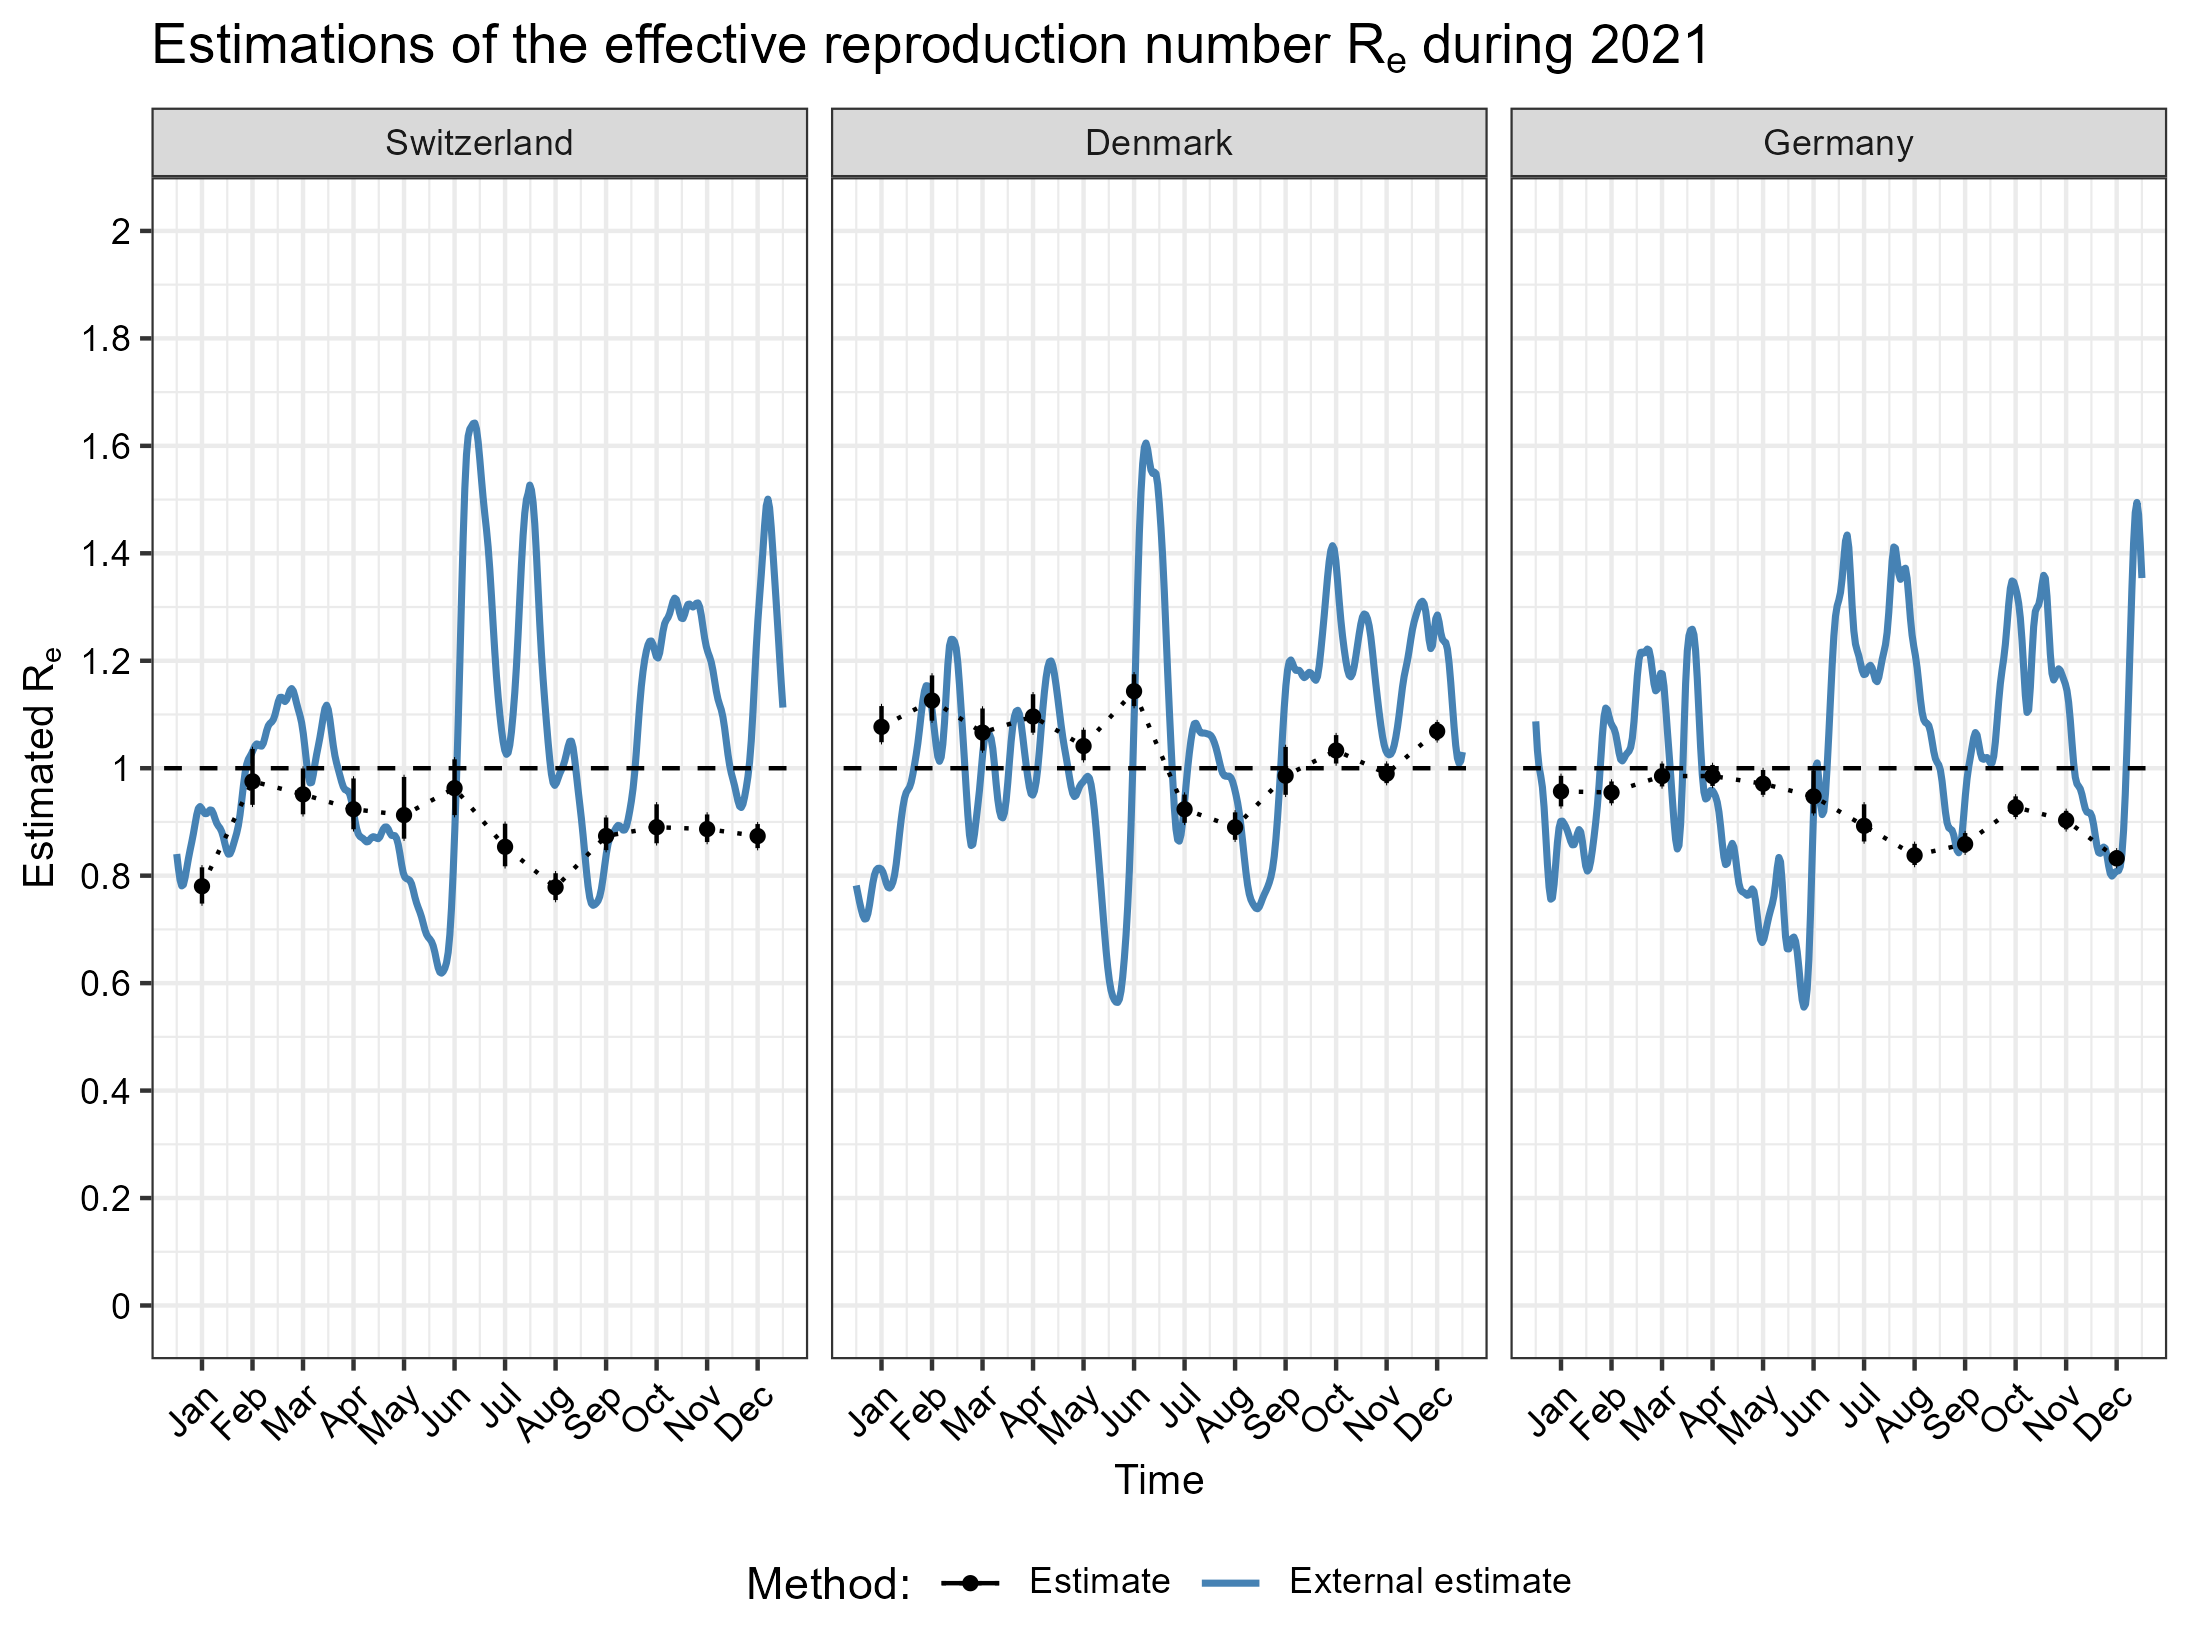 Estimations of the effective reproduction number Re during 2021
Switzerland Denmark Germany
Estimated Re
2
1.8
1.6
1.4
1.2
1
0.8
0.6
0.4
0.2
0
Jan Feb Mar Apr May Jun Jul Aug Sep Oct Nov Dec Jan Feb Mar Apr May Jun Jul Aug Sep Oct Nov Dec Jan Feb Mar Apr May Jun Jul Aug Sep Oct Nov Dec
Time
Method: Estimate External estimate